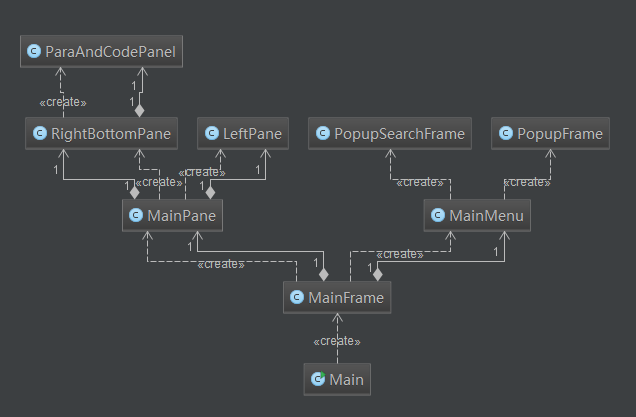 C ParaAndCodePanel
1
«create»
1
C RightBottomPane
C LeftPane
C PopupSearchFrame
C PopupFrame
1
«create»
1
«create»
1
1
«create»
C MainPane
C MainMenu
1
«create»
1
«create»
1
1
C MainFrame
«create»
C Main